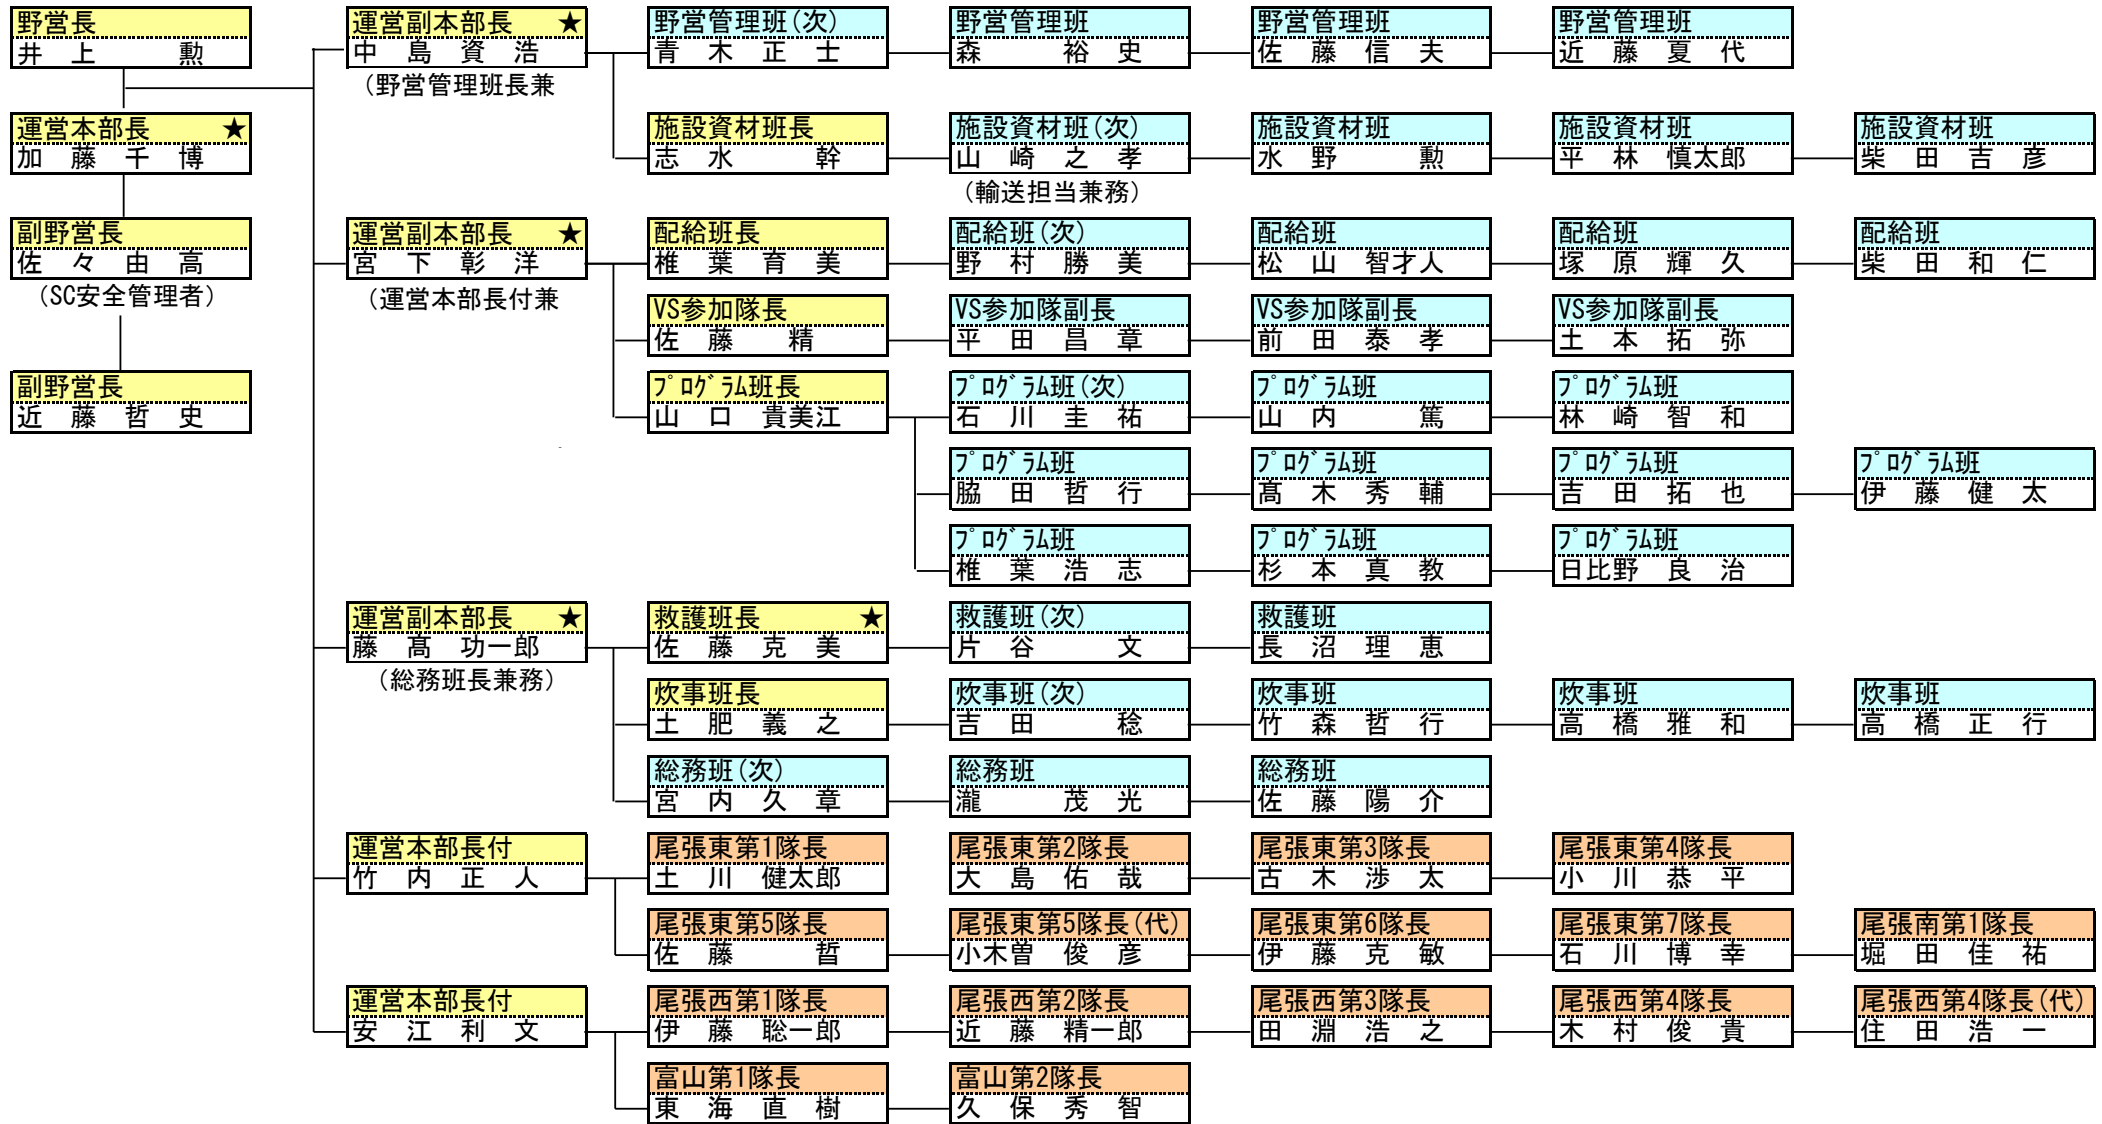 野営長
井上　勲
運営本部長 ★
加藤千博
副野営長
佐々由高
(SC安全管理者)
副野営長
近藤哲史
運営副本部長 ★
中島資浩
(野営管理班長兼
野営管理班(次)
青木正士
野営管理班
森　裕史
野営管理班
佐藤信夫
野営管理班
近藤夏代
施設資材班長
志水　幹
施設資材班(次)
山崎之孝
(輸送担当兼務)
施設資材班
水野　勲
施設資材班
平林慎太郎
施設資材班
柴田吉彦
運営副本部長 ★
宮下彰洋
(運営本部長付兼
配給班長
椎葉育美
配給班(次)
野村勝美
配給班
松山智才人
配給班
塚原輝久
配給班
柴田和仁
VS参加隊長
佐藤　精
VS参加隊副長
平田昌章
VS参加隊副長
前田泰孝
VS参加隊副長
土本拓弥
ﾌﾟﾛｸﾞﾗﾑ班長
山口貴美江
ﾌﾟﾛｸﾞﾗﾑ班(次)
石川圭祐
ﾌﾟﾛｸﾞﾗﾑ班
山内　篤
ﾌﾟﾛｸﾞﾗﾑ班
林崎智和
ﾌﾟﾛｸﾞﾗﾑ班
脇田哲行
ﾌﾟﾛｸﾞﾗﾑ班
髙木秀輔
ﾌﾟﾛｸﾞﾗﾑ班
吉田拓也
ﾌﾟﾛｸﾞﾗﾑ班
伊藤健太
ﾌﾟﾛｸﾞﾗﾑ班
椎葉浩志
ﾌﾟﾛｸﾞﾗﾑ班
杉本真教
ﾌﾟﾛｸﾞﾗﾑ班
日比野良治
運営副本部長 ★
藤髙功一郎
(総務班長兼務)
救護班長 ★
佐藤克美
救護班(次)
片谷　文
救護班
長沼理恵
炊事班長
土肥義之
炊事班(次)
吉田　稔
炊事班
竹森哲行
炊事班
高橋雅和
炊事班
高橋正行
総務班(次)
宮内久章
総務班
瀧　茂光
総務班
佐藤陽介
運営本部長付
竹内正人
尾張東第1隊長
土川健太郎
尾張東第2隊長
大島佑哉
尾張東第3隊長
古木渉太
尾張東第4隊長
小川恭平
尾張東第5隊長
佐藤　哲
尾張東第5隊長(代)
小木曽俊彦
尾張東第6隊長
伊藤克敏
尾張東第7隊長
石川博幸
尾張南第1隊長
堀田佳祐
運営本部長付
安江利文
尾張西第1隊長
伊藤聡一郎
尾張西第2隊長
近藤精一郎
尾張西第3隊長
田淵浩之
尾張西第4隊長
木村俊貴
尾張西第4隊長(代)
住田浩一
富山第1隊長
東海直樹
富山第2隊長
久保秀智